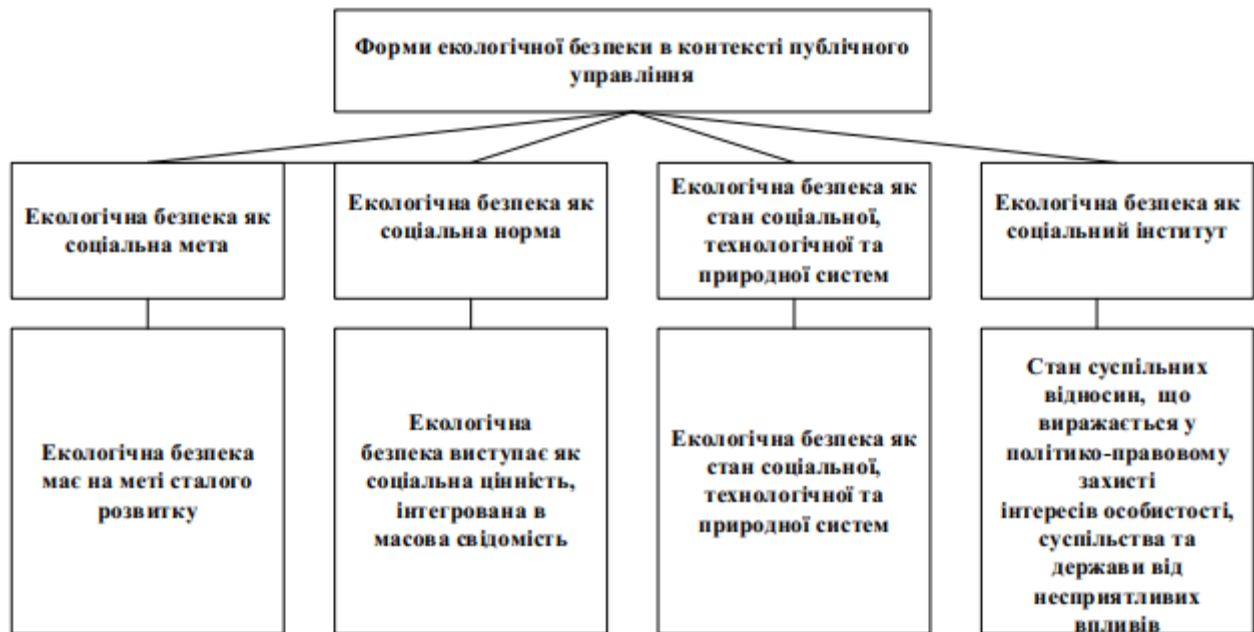 Форми екологічної безпеки в контексті публічного
управління
Екологічна безпека як
соціальна мета
Екологічна безпека як
соціальна норма
Екологічна безпека як
стан соціальної,
технологічної та
природної систем
Екологічна безпека як
соціальний інститут
Екологічна безпека
має на меті сталого
розвитку
Екологічна
безпека виступає як
соціальна цінність,
інтегрована в
масова свідомість
Екологічна безпека як
стан соціальної,
технологічної та
природної систем
Стан суспільних
відносин, що
виражається у
політико-правовому
захисті
інтересів особистості,
суспільства та
держави від
несприятливих
впливів